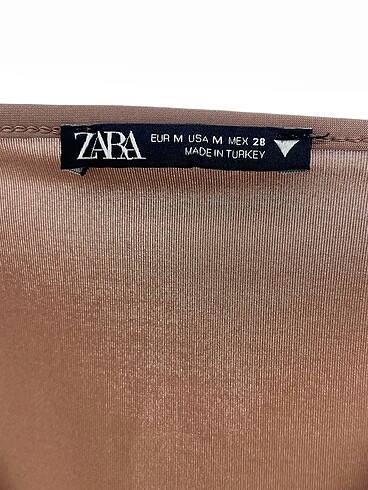 ZARA
EUR M USA M MEX 28
MADE IN TURKEY